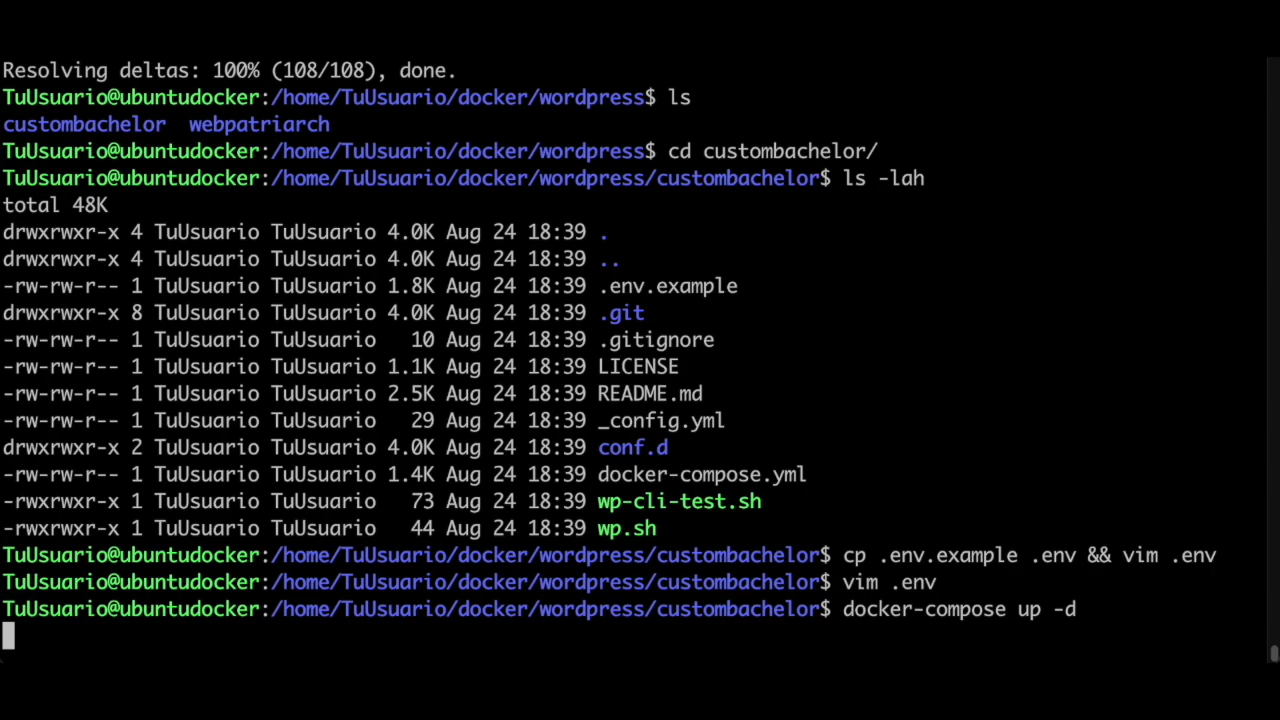 Resolving deltas: 100% (108/108), done.
TuUsuario@ubuntudocker:/home/TuUsuario/docker/wordpress$ ls
custombachelor  webpatriarch
TuUsuario@ubuntudocker:/home/TuUsuario/docker/wordpress$ cd custombachelor/
TuUsuario@ubuntudocker:/home/TuUsuario/docker/wordpress/custombachelor$ ls -lah
total 48K
drwxrwxr-x 4 TuUsuario TuUsuario 4.0K Aug 24 18:39 .
drwxrwxr-x 4 TuUsuario TuUsuario 4.0K Aug 24 18:39 ..
-rw-rw-r-- 1 TuUsuario TuUsuario 1.8K Aug 24 18:39 .env.example
drwxrwxr-x 8 TuUsuario TuUsuario 4.0K Aug 24 18:39 .git
-rw-rw-r-- 1 TuUsuario TuUsuario   10 Aug 24 18:39 .gitignore
-rw-rw-r-- 1 TuUsuario TuUsuario 1.1K Aug 24 18:39 LICENSE
-rw-rw-r-- 1 TuUsuario TuUsuario 2.5K Aug 24 18:39 README.md
-rw-rw-r-- 1 TuUsuario TuUsuario   29 Aug 24 18:39 _config.yml
drwxrwxr-x 2 TuUsuario TuUsuario 4.0K Aug 24 18:39 conf.d
-rw-rw-r-- 1 TuUsuario TuUsuario 1.4K Aug 24 18:39 docker-compose.yml
-rwxrwxr-x 1 TuUsuario TuUsuario   73 Aug 24 18:39 wp-cli-test.sh
-rwxrwxr-x 1 TuUsuario TuUsuario   44 Aug 24 18:39 wp.sh
TuUsuario@ubuntudocker:/home/TuUsuario/docker/wordpress/custombachelor$ cp .env.example .env && vim .env
TuUsuario@ubuntudocker:/home/TuUsuario/docker/wordpress/custombachelor$ vim .env
TuUsuario@ubuntudocker:/home/TuUsuario/docker/wordpress/custombachelor$ docker-compose up -d